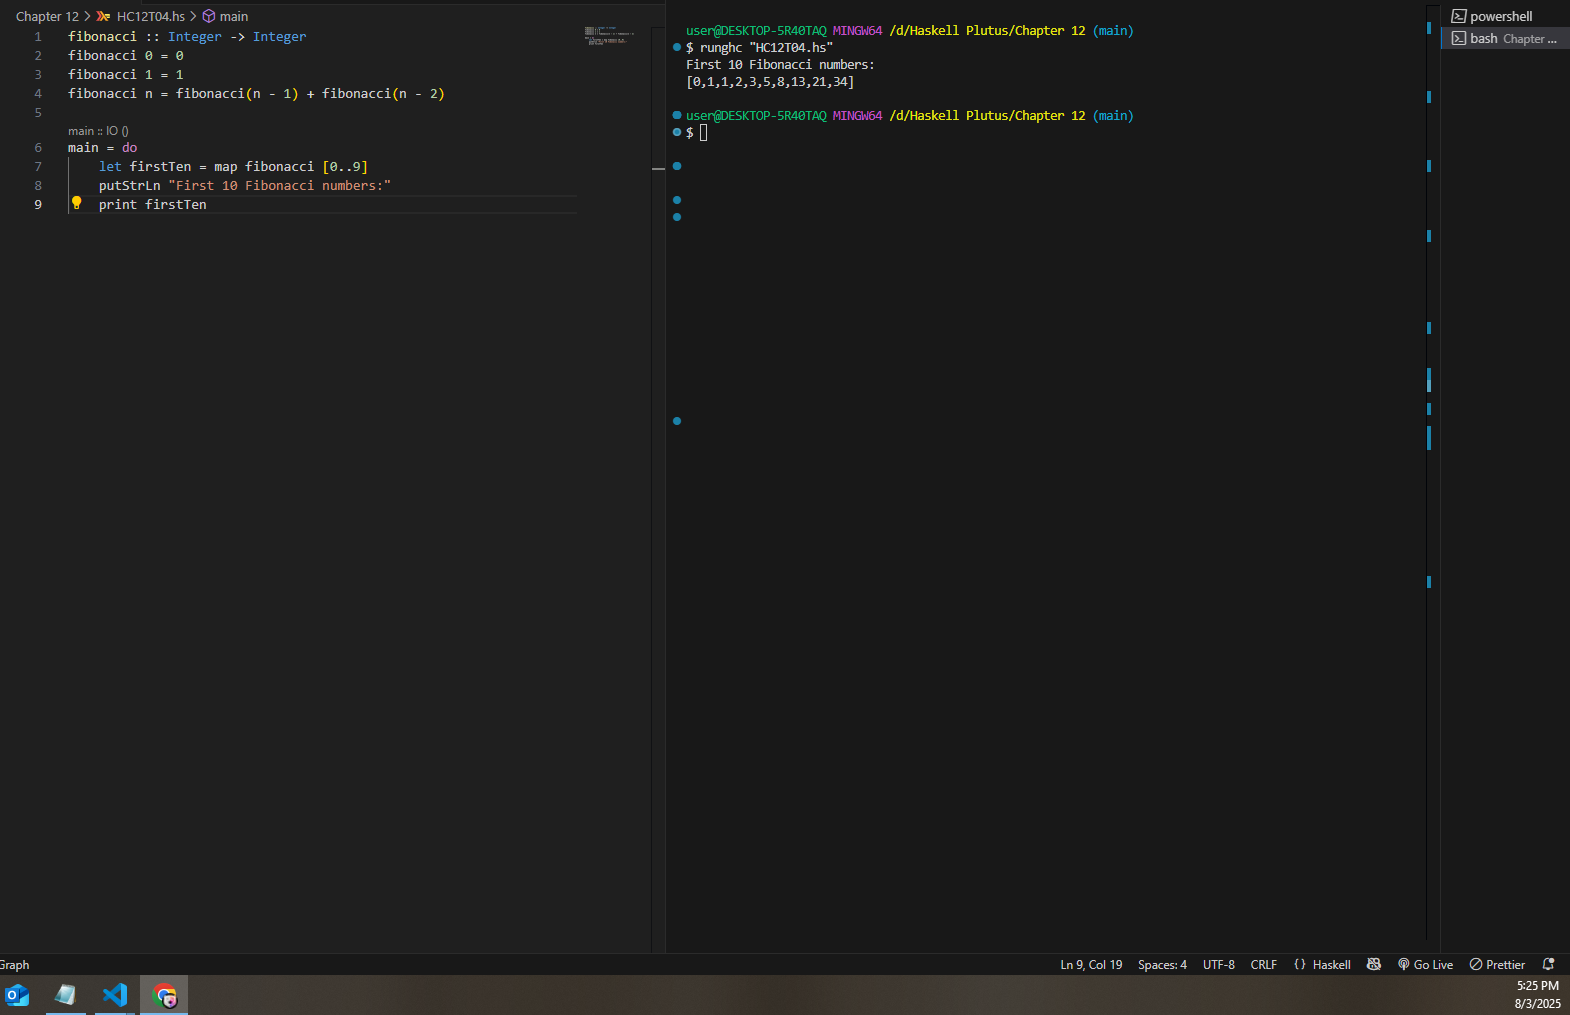 Chapter 12 > HC12T04.hs > main
1 fibonacci :: Integer -> Integer
2 fibonacci 0 = 0
3 fibonacci 1 = 1
4 fibonacci n = fibonacci(n - 1) + fibonacci(n - 2)
5
main :: IO ()
6 main = do
7     let firstTen = map fibonacci [0..9]
8     putStrLn "First 10 Fibonacci numbers:"
9     print firstTen
user@DESKTOP-5R40TAQ MINGW64 /d/Haskell Plutus/Chapter 12 (main)
$ runghc "HC12T04.hs"
First 10 Fibonacci numbers:
[0,1,1,2,3,5,8,13,21,34]
user@DESKTOP-5R40TAQ MINGW64 /d/Haskell Plutus/Chapter 12 (main)
$
powershell
bash Chapter ...
Graph
Ln 9, Col 19 Spaces: 4 UTF-8 CRLF {} Haskell Go Live Prettier
5:25 PM
8/3/2025